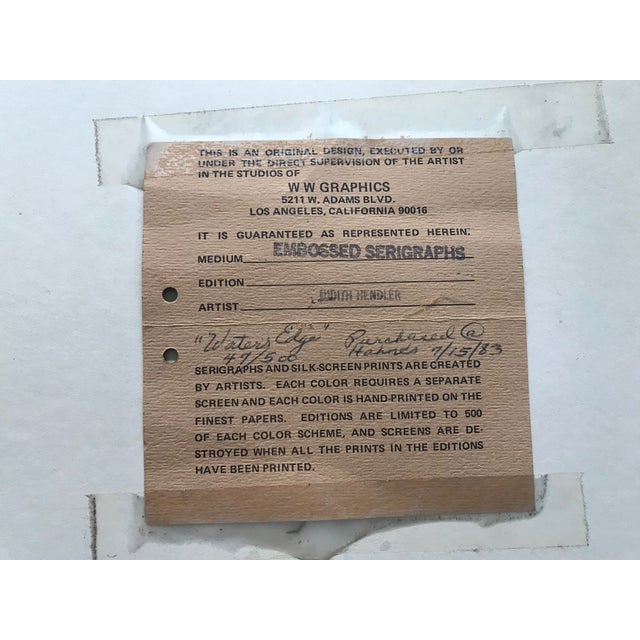 THIS IS AN ORIGINAL DESIGN, EXECUTED BY OR
UNDER THE DIRECT SUPERVISION OF THE ARTIST
IN THE STUDIOS OF
W W GRAPHICS
5211 W. ADAMS BLVD.
LOS ANGELES, CALIFORNIA 90016
IT IS GUARANTEED AS REPRESENTED HEREIN.
MEDIUM EMBOSSED SERIGRAPHS
EDITION
ARTIST JUDITH HENDLER
"Waters Edge" Purchased @
47/500 Hahnes 7/15/83
SERIGRAPHS AND SILK-SCREEN PRINTS ARE CREATED
BY ARTISTS. EACH COLOR REQUIRES A SEPARATE
SCREEN AND EACH COLOR IS HAND-PRINTED ON THE
FINEST PAPERS. EDITIONS ARE LIMITED TO 500
OF EACH COLOR SCHEME, AND SCREENS ARE DE-
STROYED WHEN ALL THE PRINTS IN THE EDITIONS
HAVE BEEN PRINTED.